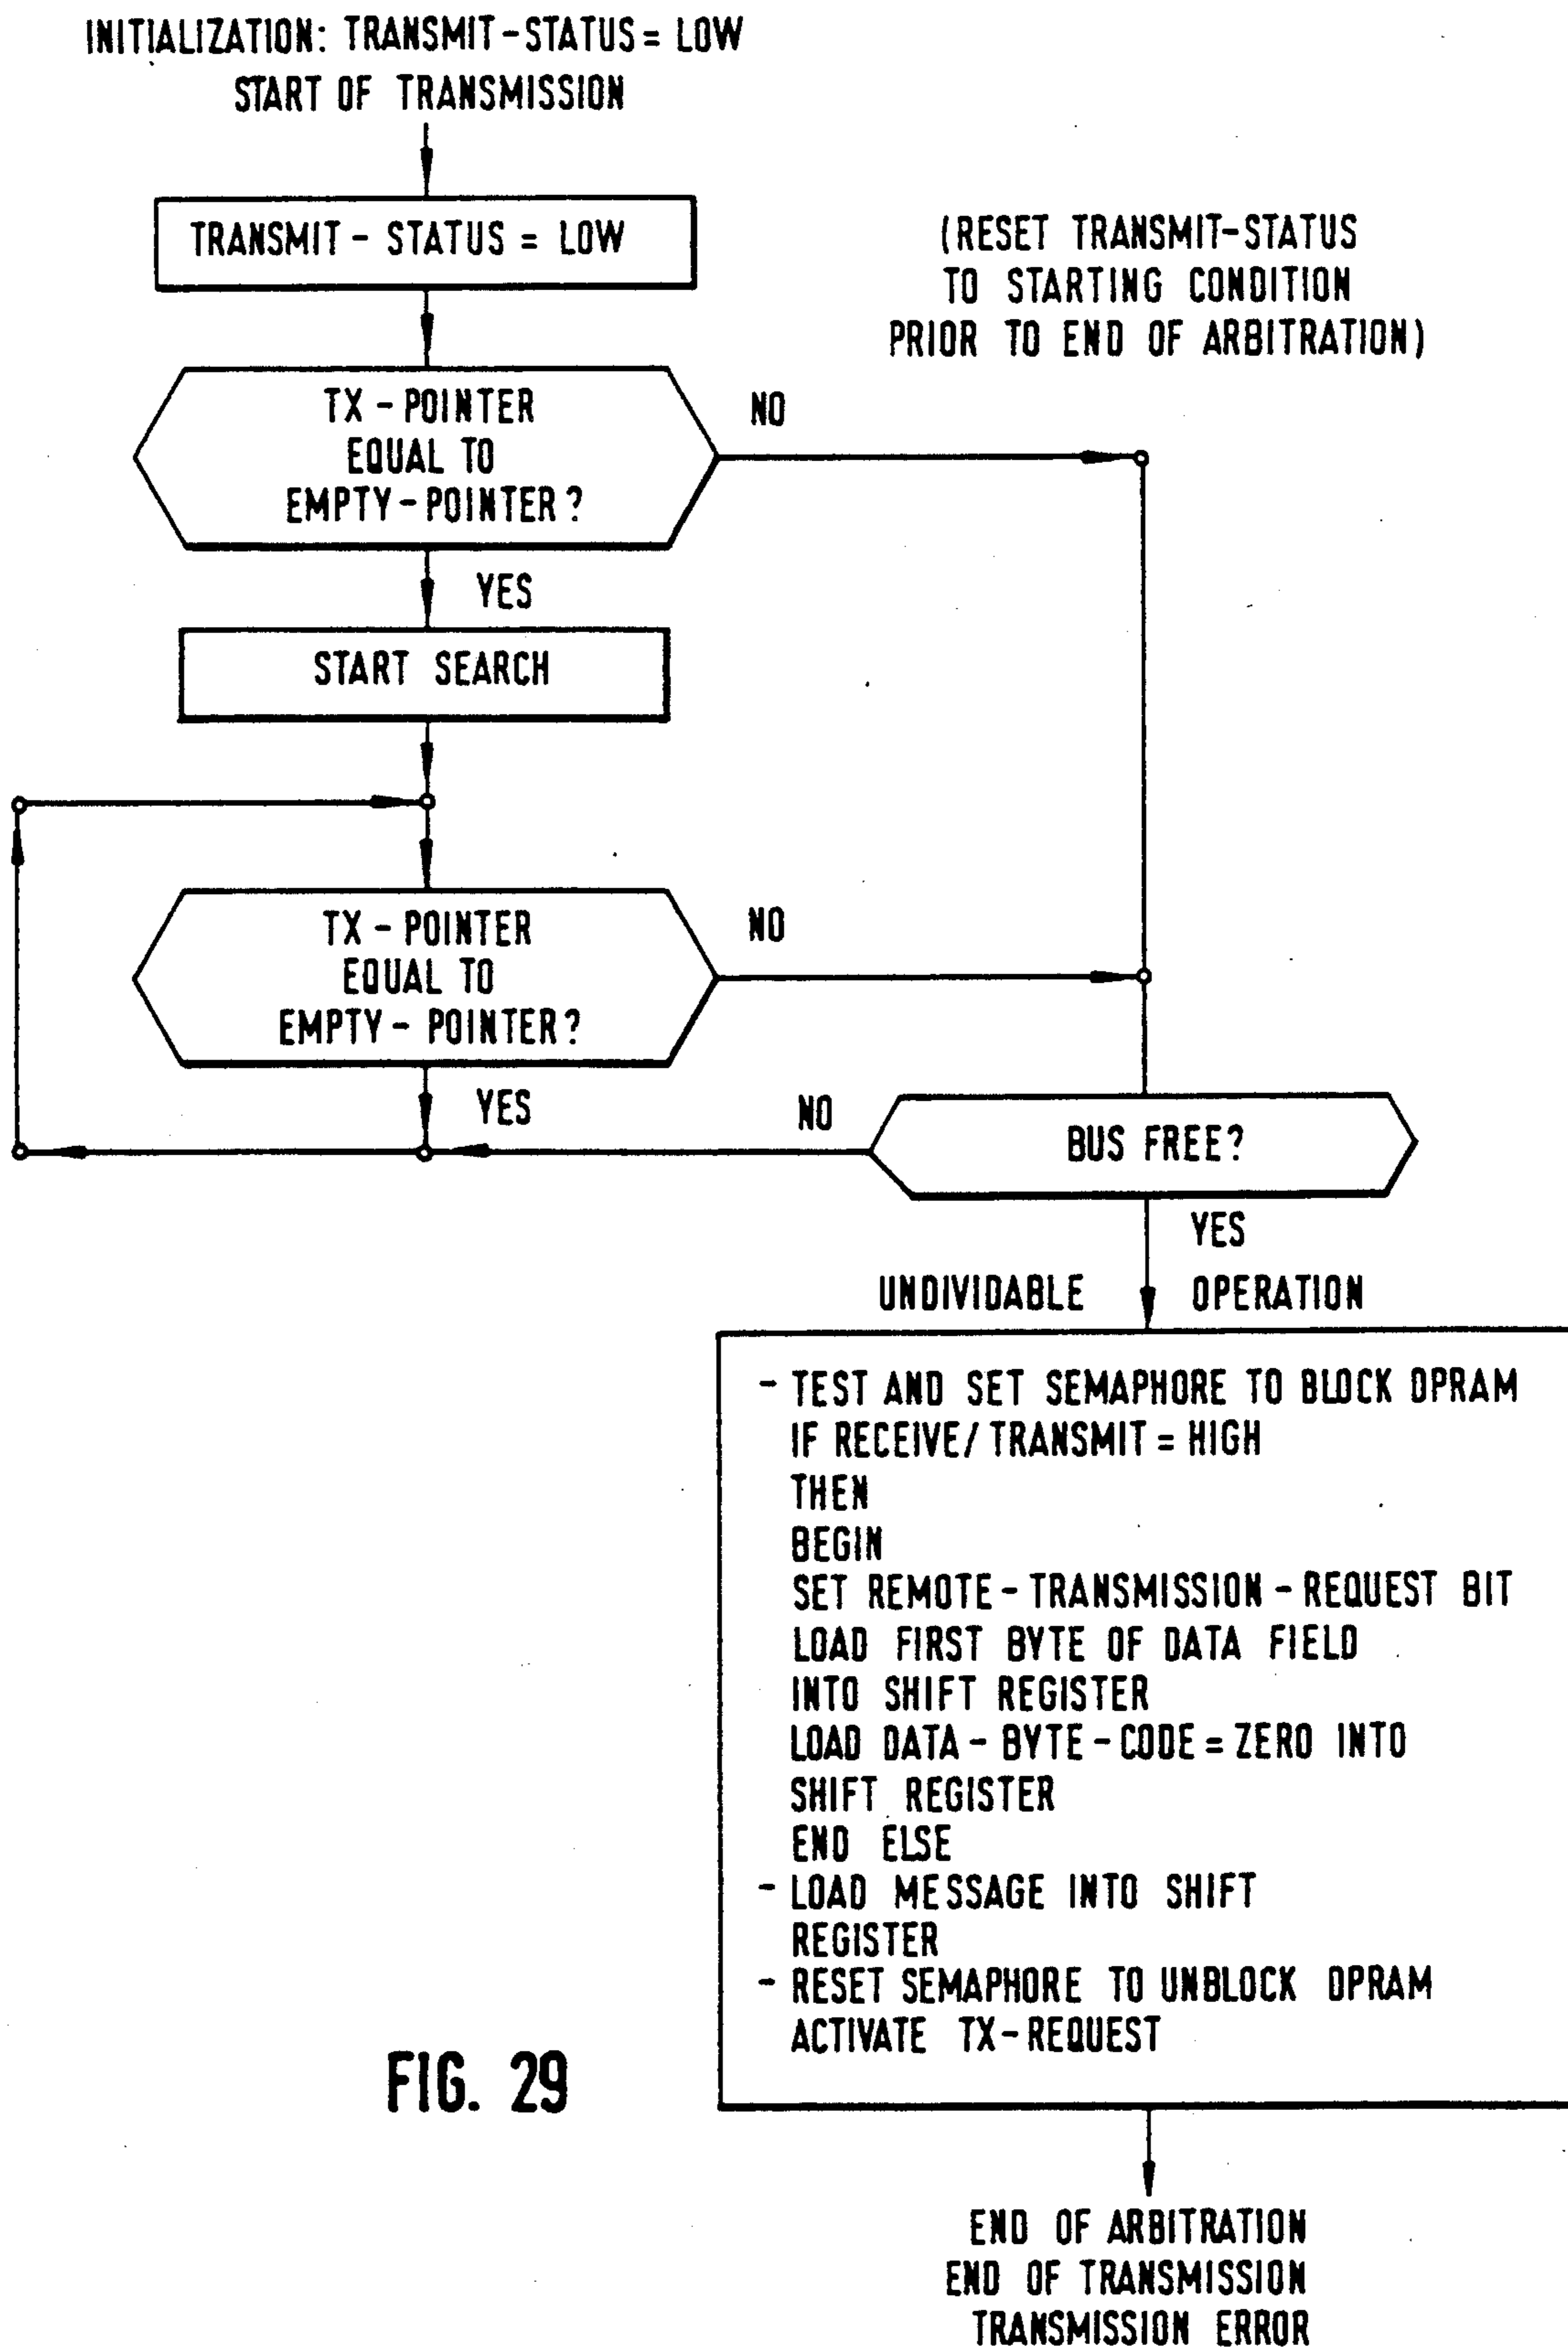 INITIALIZATION: TRANSMIT-STATUS = LOW
START OF TRANSMISSION
TRANSMIT - STATUS = LOW
(RESET TRANSMIT-STATUS
TO STARTING CONDITION
PRIOR TO END OF ARBITRATION)
TX - POINTER
EQUAL TO
EMPTY - POINTER?
NO
YES
START SEARCH
TX - POINTER
EQUAL TO
EMPTY - POINTER?
NO
YES
NO
BUS FREE?
YES
UNDIVIDABLE OPERATION
- TEST AND SET SEMAPHORE TO BLOCK DPRAM
IF RECEIVE/ TRANSMIT = HIGH
THEN
BEGIN
SET REMOTE - TRANSMISSION - REQUEST BIT
LOAD FIRST BYTE OF DATA FIELD
INTO SHIFT REGISTER
LOAD DATA - BYTE - CODE = ZERO INTO
SHIFT REGISTER
END ELSE
- LOAD MESSAGE INTO SHIFT
REGISTER
- RESET SEMAPHORE TO UNBLOCK DPRAM
ACTIVATE TX-REQUEST
FIG. 29
END OF ARBITRATION
END OF TRANSMISSION
TRANSMISSION ERROR